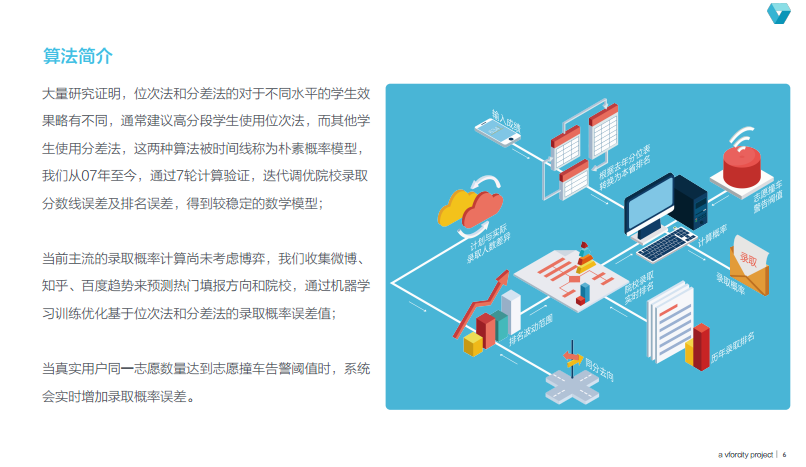 算法简介
大量研究证明，位次法和分差法的对于不同水平的学生效
果略有不同，通常建议高分段学生使用位次法，而其他学
生使用分差法，这两种算法被时间线称为朴素概率模型，
我们从07年至今，通过7轮计算验证，迭代调优院校录取
分数线误差及排名误差，得到较稳定的数学模型；
当前主流的录取概率计算尚未考虑博弈，我们收集微博、
知乎、百度趋势来预测热门填报方向和院校，通过机器学
习训练优化基于位次法和分差法的录取概率误差值；
当真实用户同一志愿数量达到志愿撞车告警阈值时，系统
会实时增加录取概率误差。
输入成绩
根据去年分位表
转换为本省排名
志愿撞车
警告阈值
计划与实际
录取人数差异
计算概率
录取
录取概率
院校录取
实时排名
排名波动范围
历年录取排名
同分去向
a vforcity project | 6